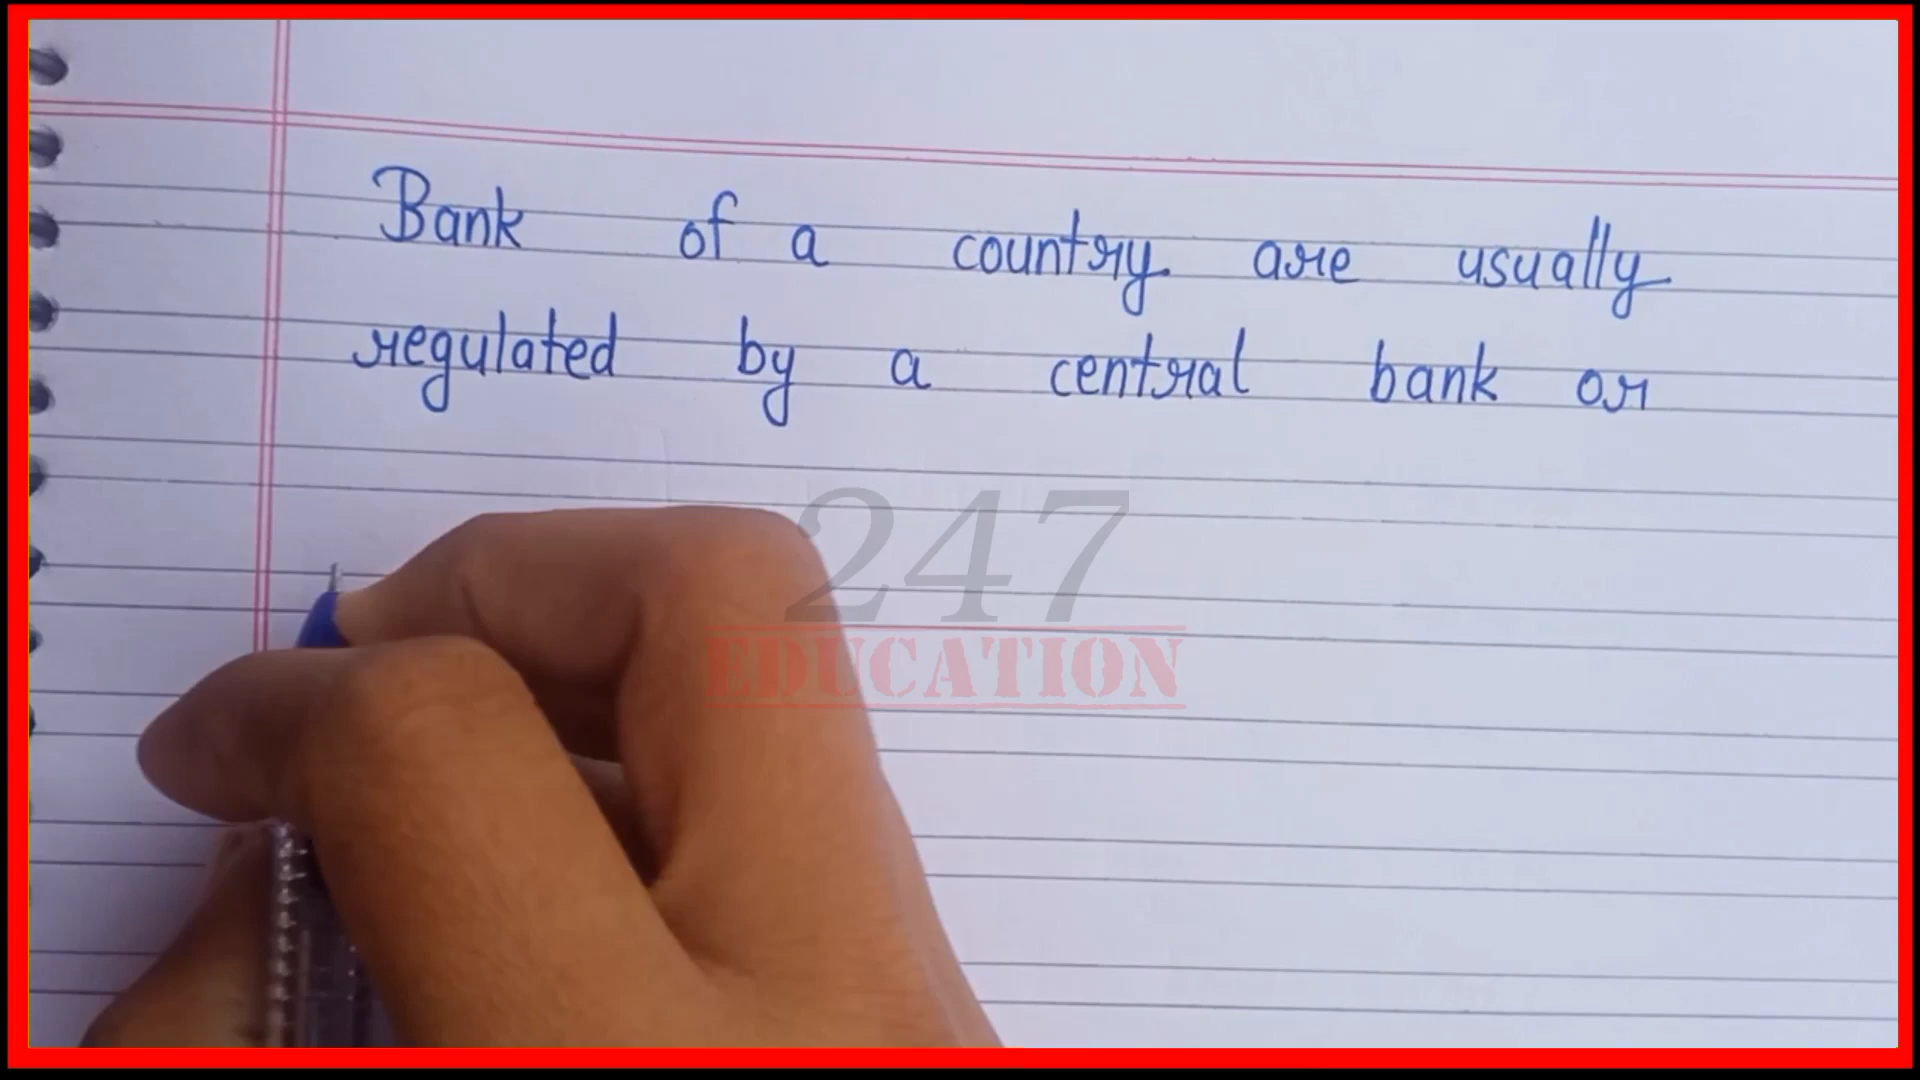 Bank of a country are usually
regulated by a central bank or
247
EDUCATION